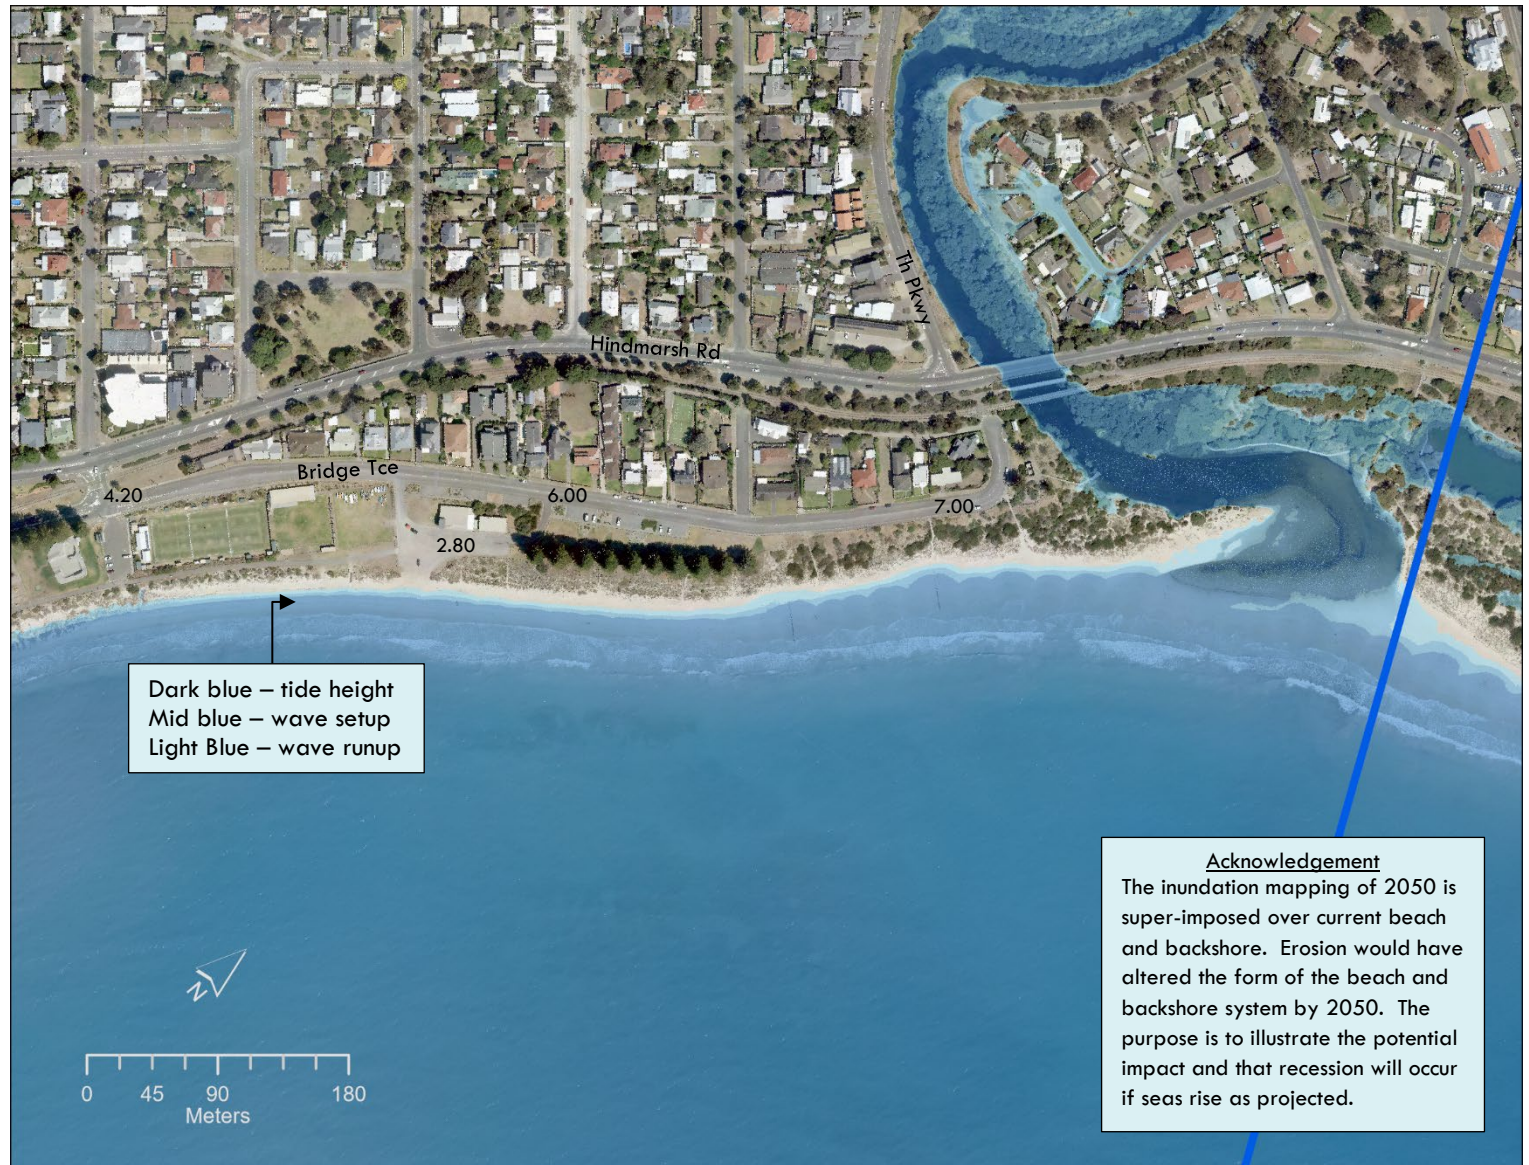 Th Pkwy
Hindmarsh Rd
Bridge Tce
4.20
6.00
7.00
2.80
Dark blue – tide height
Mid blue – wave setup
Light Blue – wave runup
Acknowledgement
The inundation mapping of 2050 is
super-imposed over current beach
and backshore. Erosion would have
altered the form of the beach and
backshore system by 2050. The
purpose is to illustrate the potential
impact and that recession will occur
if seas rise as projected.
N
0 45 90 180
Meters